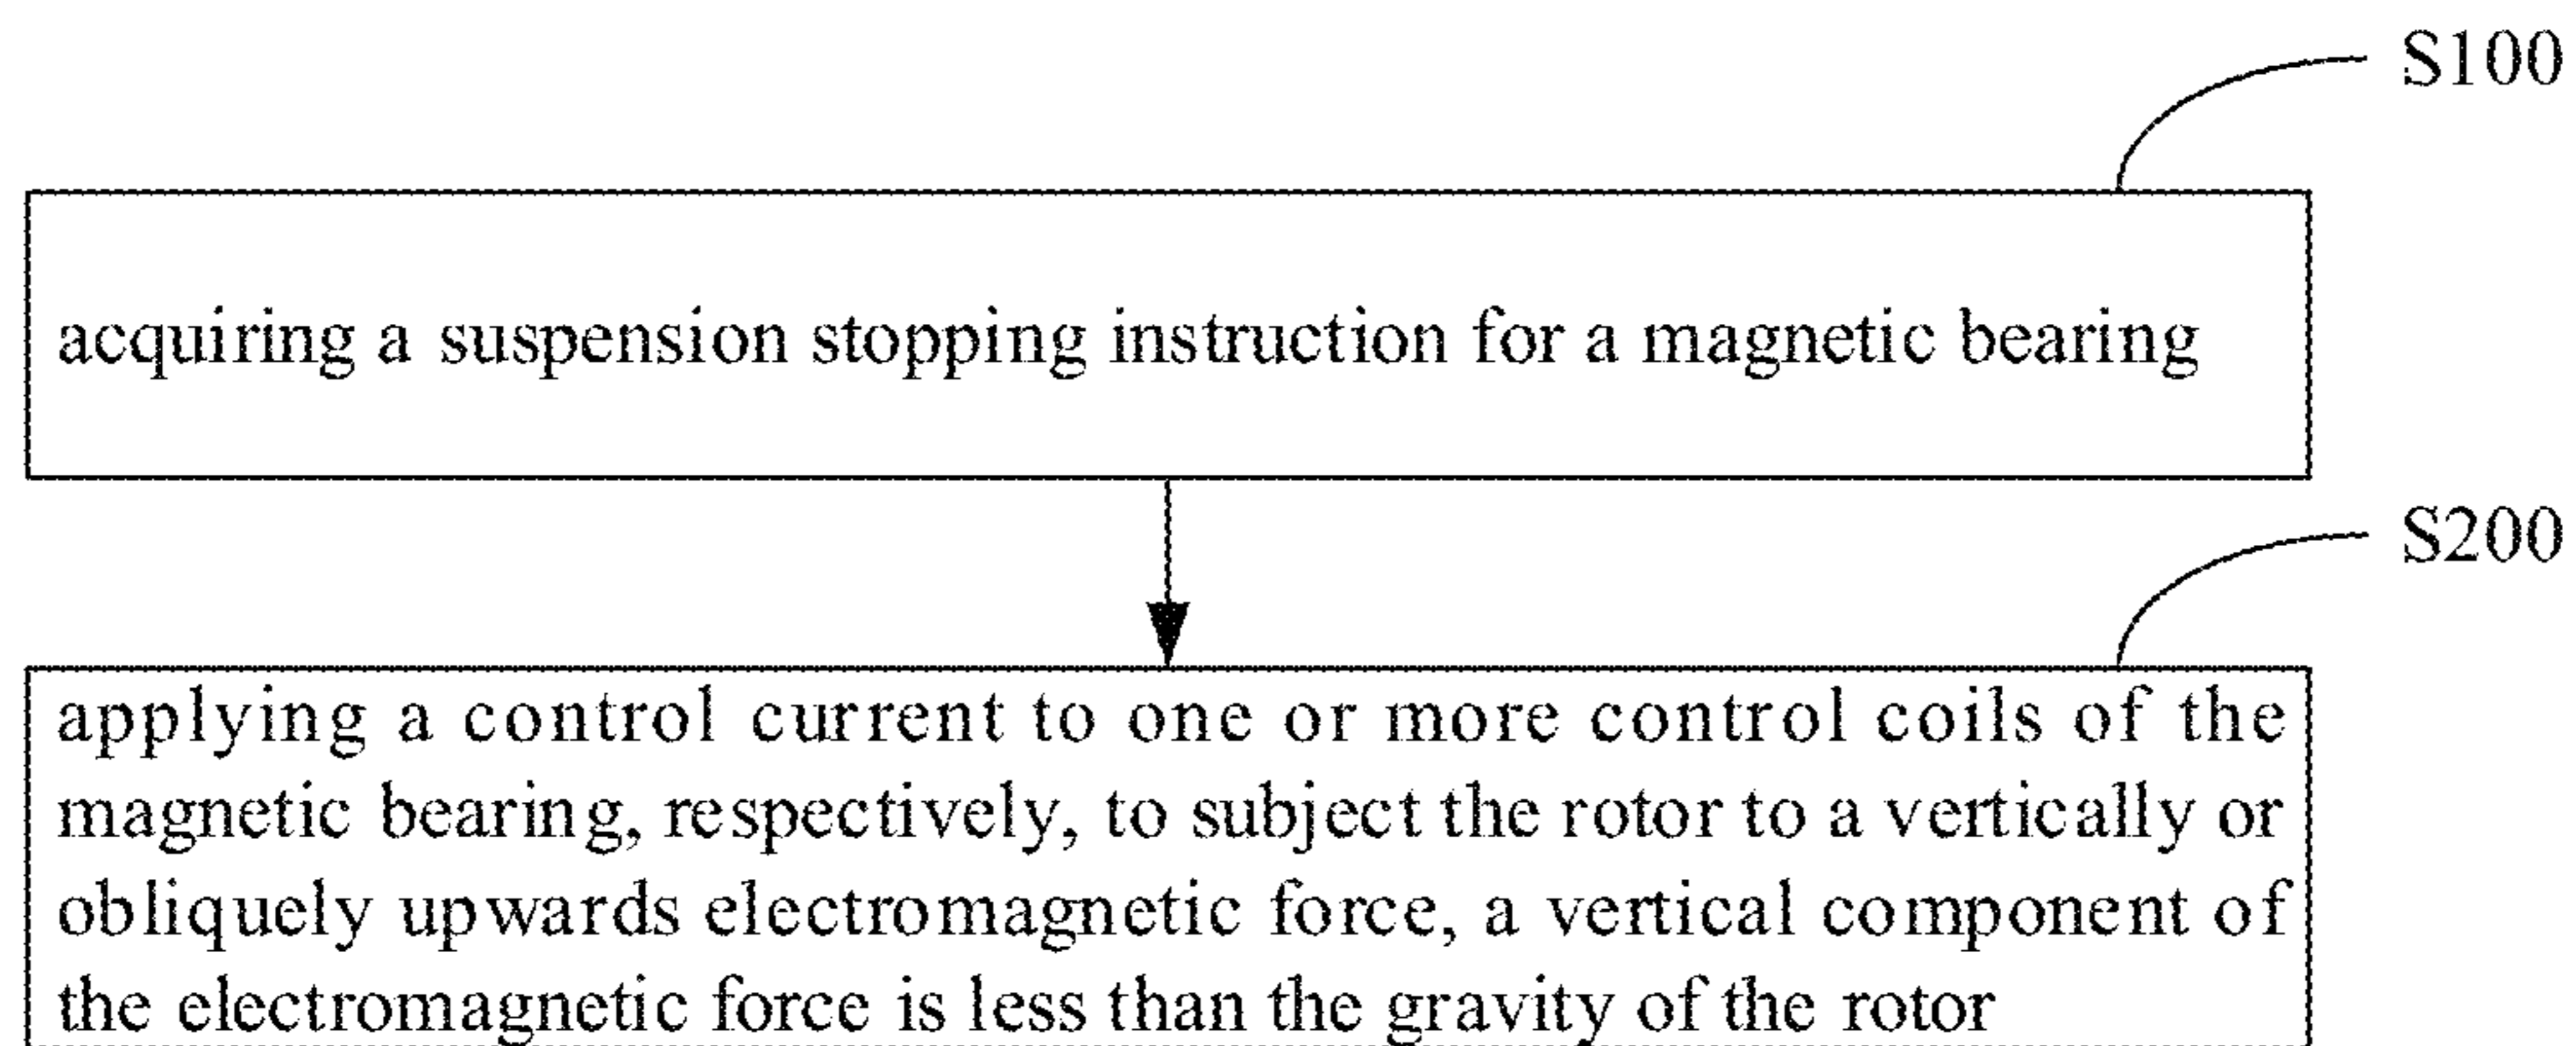 S100
acquiring a suspension stopping instruction for a magnetic bearing
S200
applying a control current to one or more control coils of the
magnetic bearing, respectively, to subject the rotor to a vertically or
obliquely upwards electromagnetic force, a vertical component of
the electromagnetic force is less than the gravity of the rotor